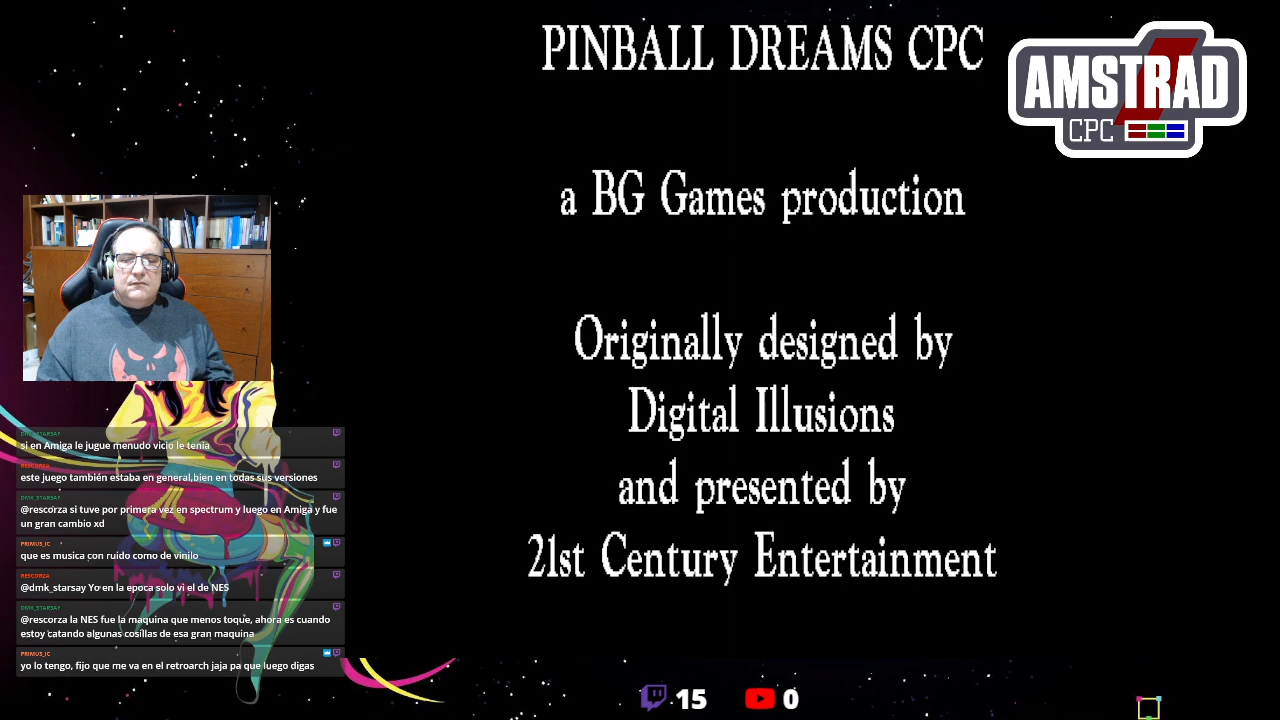 PINBALL DREAMS CPC
AMSTRAD
CPC
a BG Games production
Originally designed by
Digital Illusions
and presented by
21st Century Entertainment
DMK_STARSAY
si en Amiga le jugue menudo vicio le tenia
RESCORZA
este juego también estaba en general,bien en todas sus versiones
DMK_STARSAY
@rescorza si tuve por primera vez en spectrum y luego en Amiga y fue
un gran cambio xd
PRIMUS_IC
que es musica con ruido como de vinilo
RESCORZA
@dmk_starsay Yo en la epoca solo vi el de NES
DMK_STARSAY
@rescorza la NES fue la maquina que menos toque, ahora es cuando
estoy catando algunas cosillas de esa gran maquina
PRIMUS_IC
yo lo tengo, fijo que me va en el retroarch jaja pa que luego digas
15
0